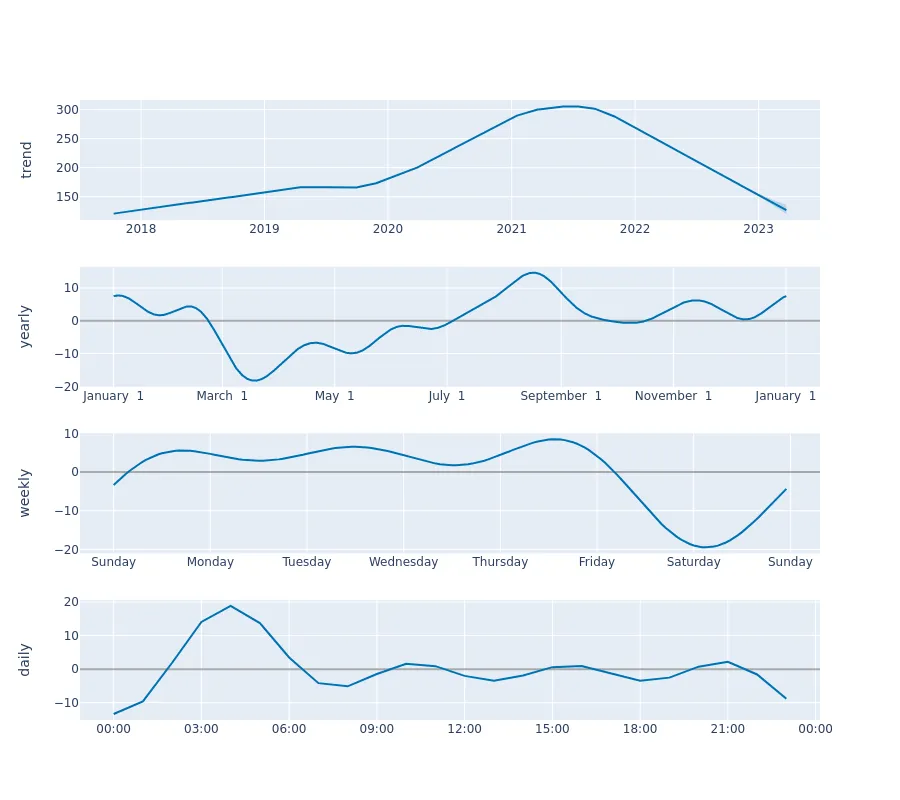 trend
300
250
200
150
2018 2019 2020 2021 2022 2023
yearly
10
0
−10
−20
January 1 March 1 May 1 July 1 September 1 November 1 January 1
weekly
10
0
−10
−20
Sunday Monday Tuesday Wednesday Thursday Friday Saturday Sunday
daily
20
10
0
−10
00:00 03:00 06:00 09:00 12:00 15:00 18:00 21:00 00:00